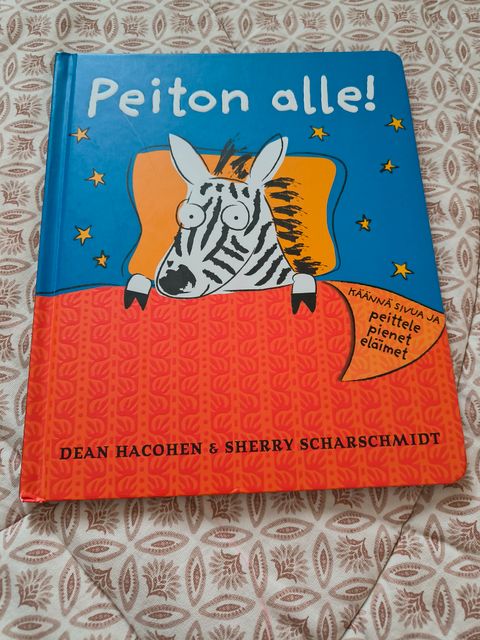 Peiton alle!
KÄÄNNÄ SIVUA JA
peittele
pienet
eläimet
DEAN HACOHEN & SHERRY SCHARSCHMIDT